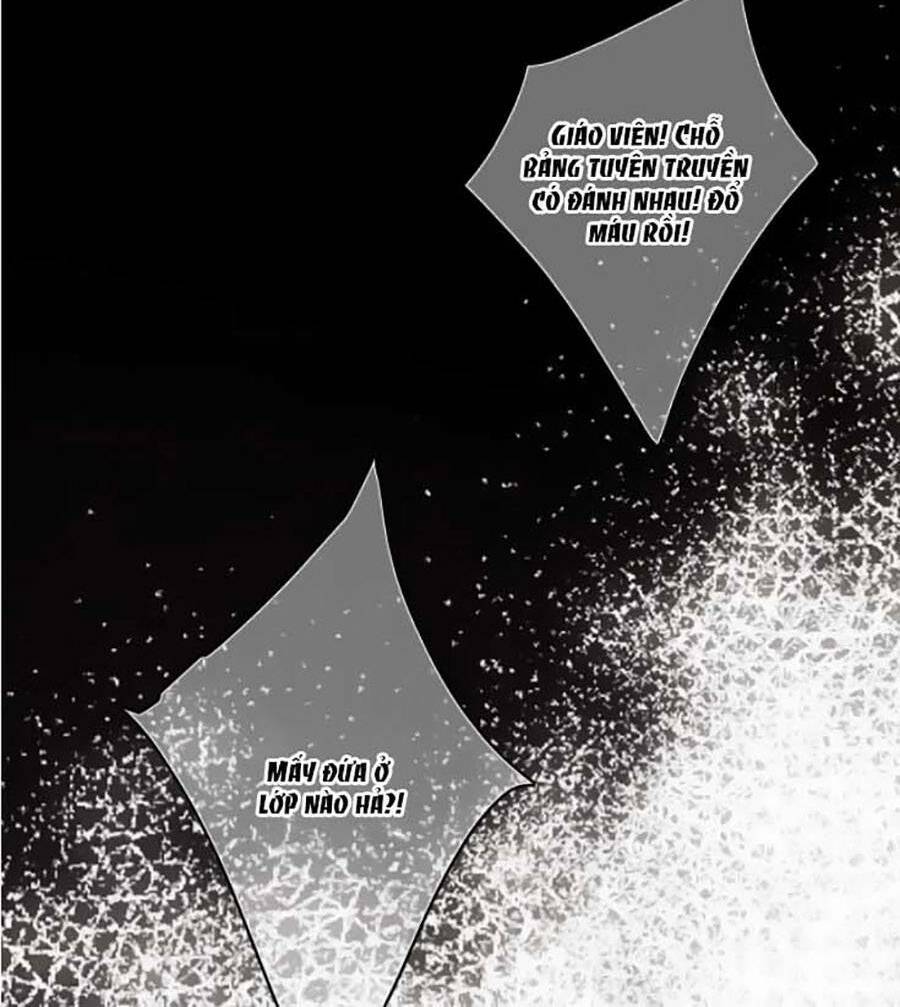 GIÁO VIÊN! CHỖ
BẢNG TUYÊN TRUYỀN
CÓ ĐÁNH NHAU! ĐỔ
MÁU RỒI!
MẤY ĐỨA Ở
LỚP NÀO HẢ?!